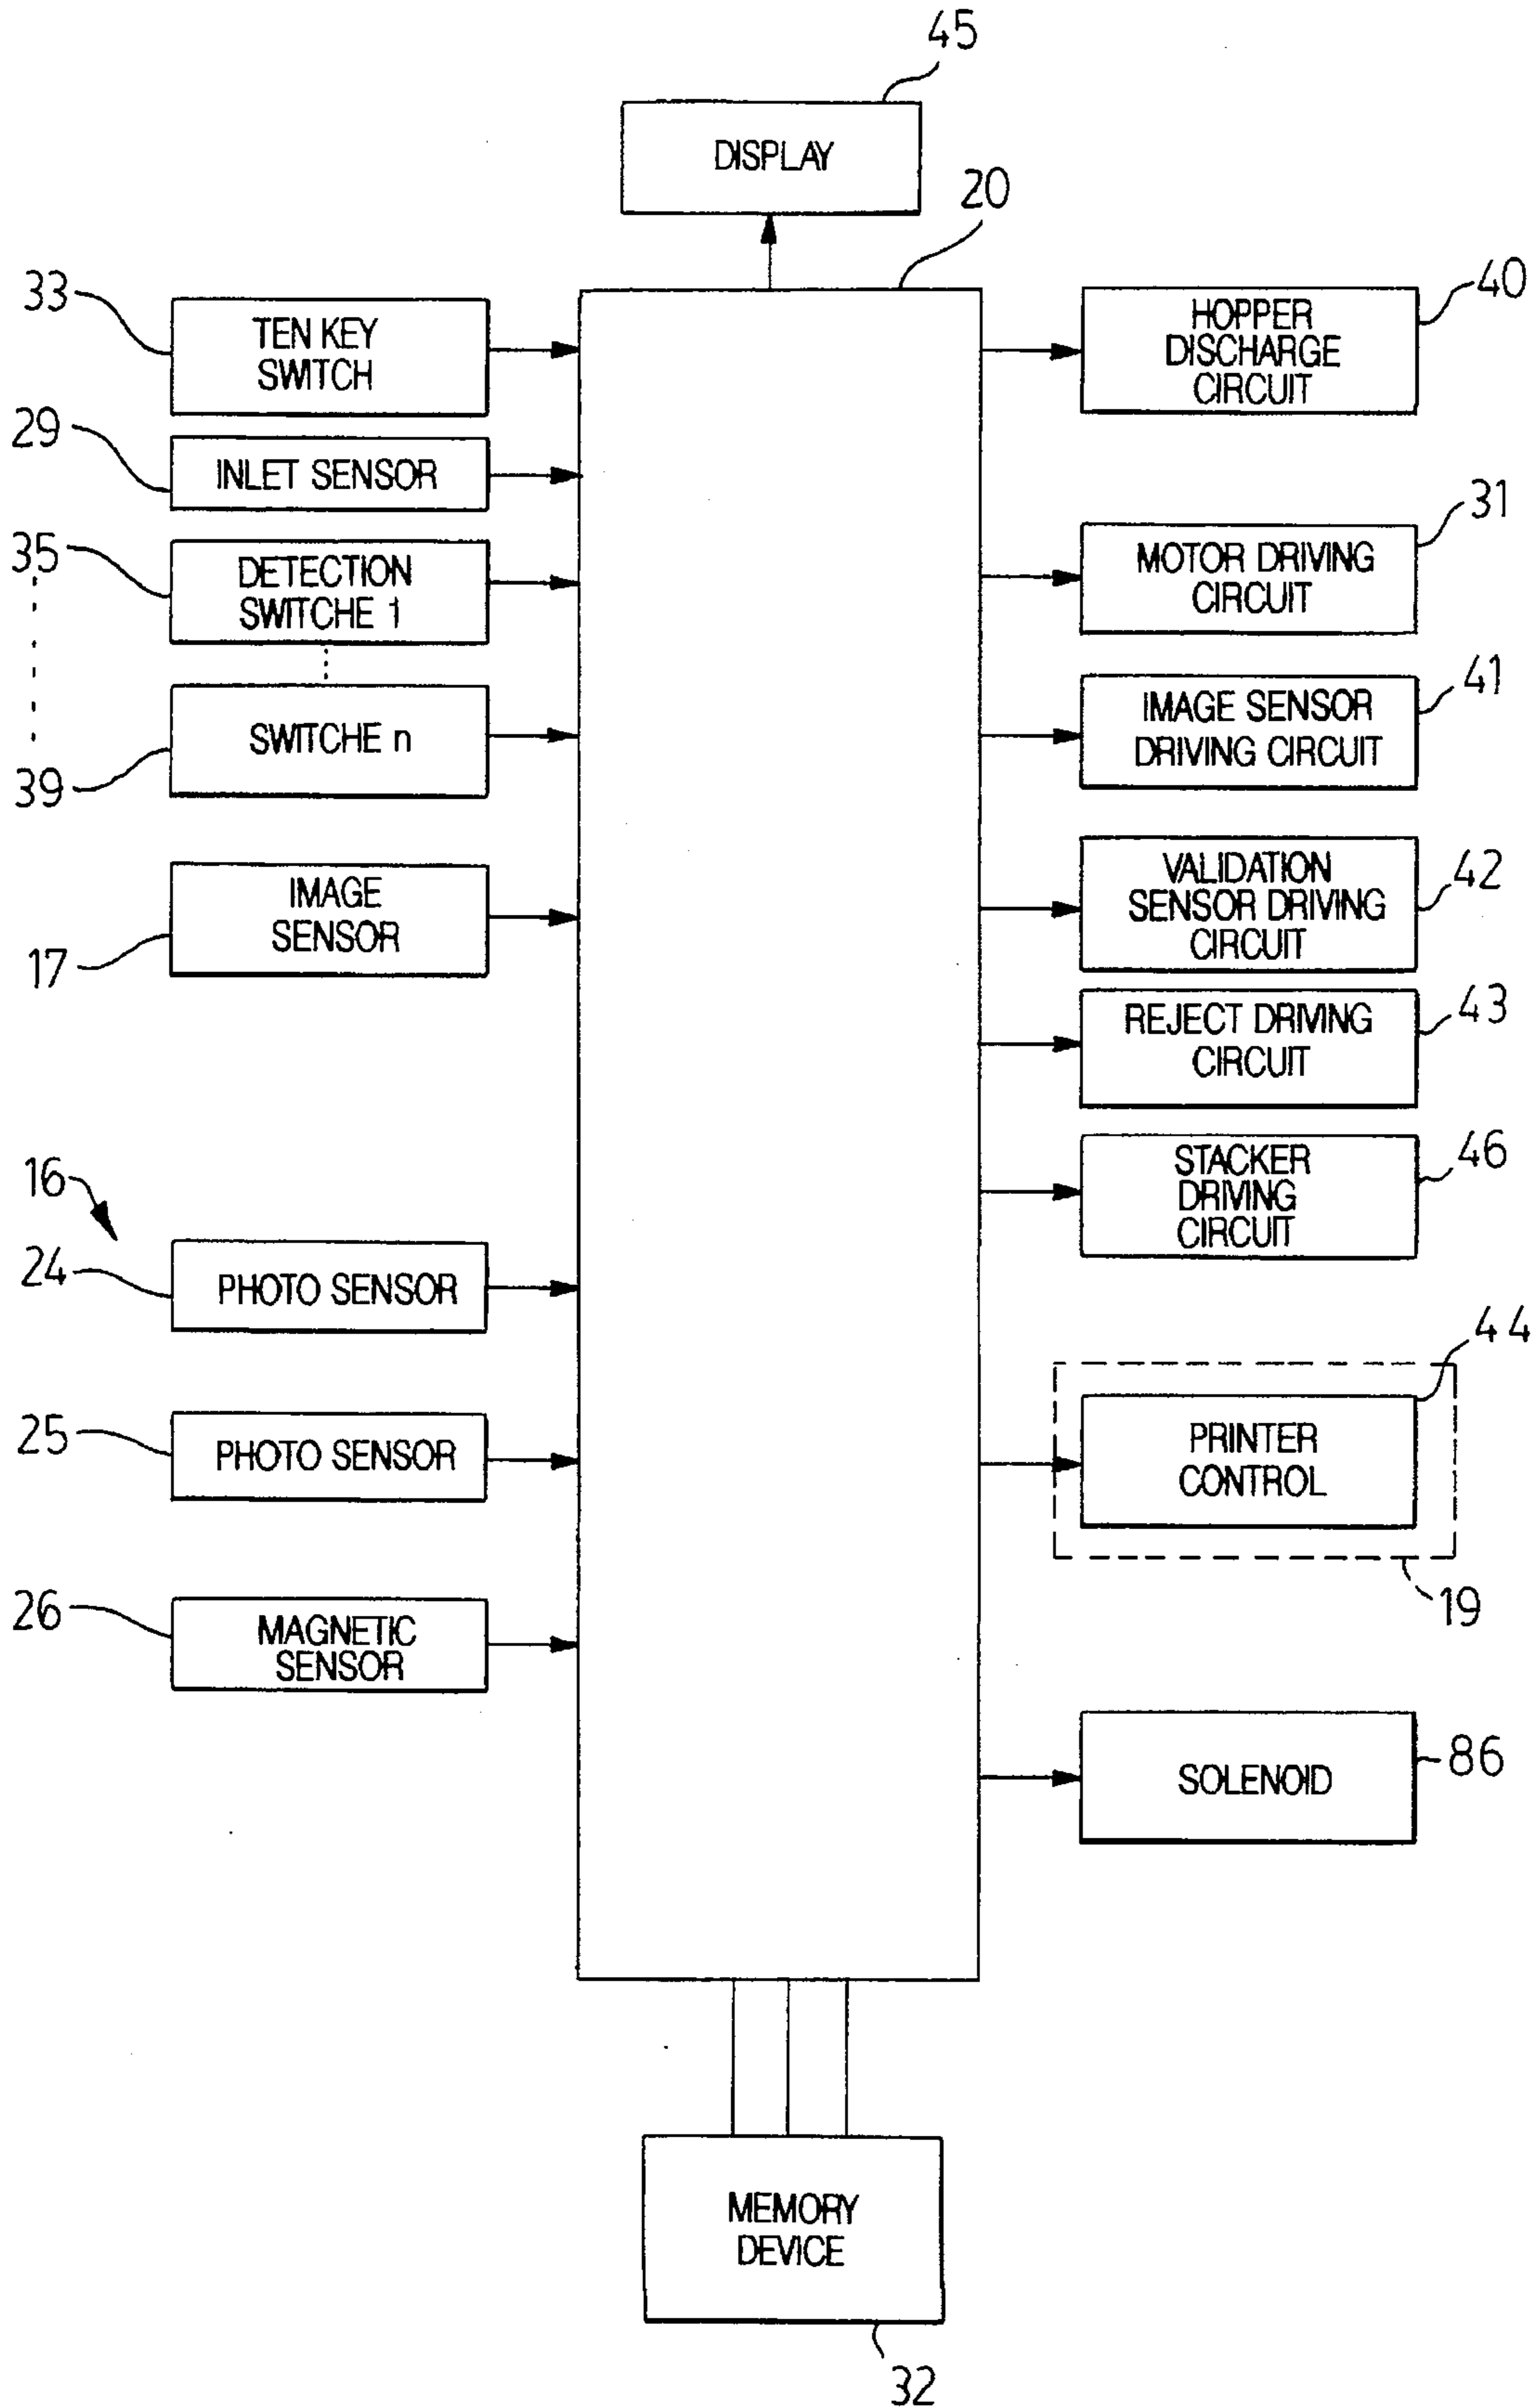 45
DISPLAY
20
33
TEN KEY
SWITCH
40
HOPPER
DISCHARGE
CIRCUIT
29
INLET SENSOR
35
DETECTION
SWITCHE 1
31
MOTOR DRIVING
CIRCUIT
39
SWITCHE n
41
IMAGE SENSOR
DRIVING CIRCUIT
17
IMAGE
SENSOR
42
VALIDATION
SENSOR DRIVING
CIRCUIT
43
REJECT DRIVING
CIRCUIT
16
46
STACKER
DRIVING
CIRCUIT
24
PHOTO SENSOR
44
25
PHOTO SENSOR
PRINTER
CONTROL
19
26
MAGNETIC
SENSOR
SOLENOID
86
MEMORY
DEVICE
32